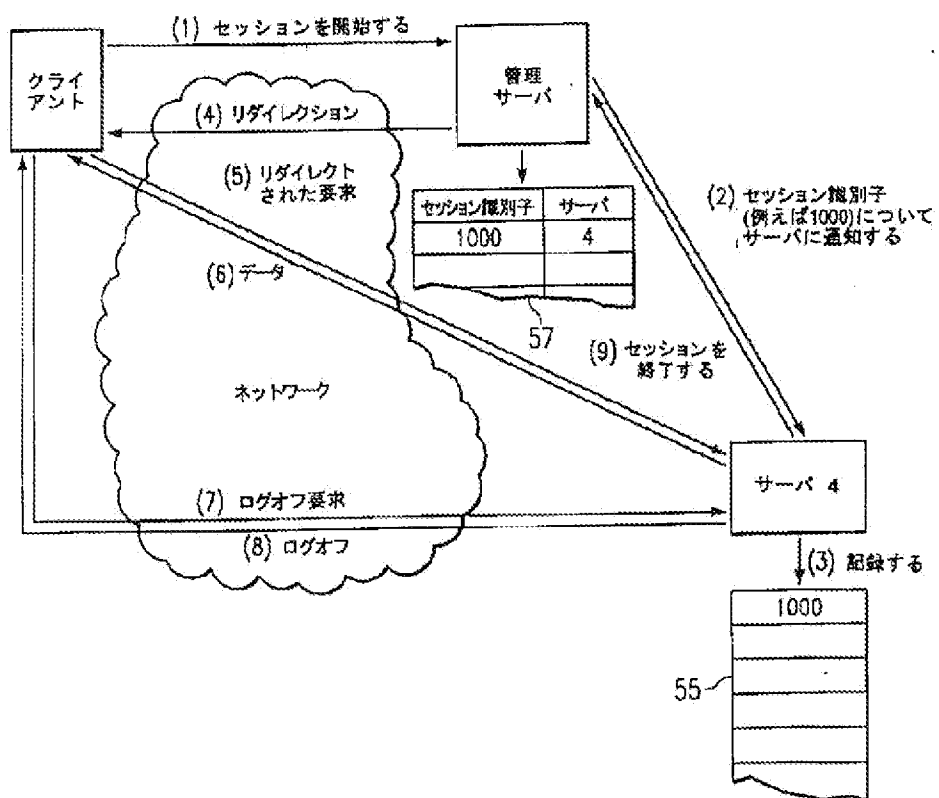 (1) セッションを開始する
クライ
アント
管理
サーバ
(4) リダイレクション
(5) リダイレクト
された要求
セッション識別子 サーバ
1000 4
(2) セッション識別子
(例えば1000)について
サーバに通知する
(6) データ
57
(9) セッションを
終了する
ネットワーク
サーバ 4
(7) ログオフ要求
(8) ログオフ
(3) 記録する
1000
55